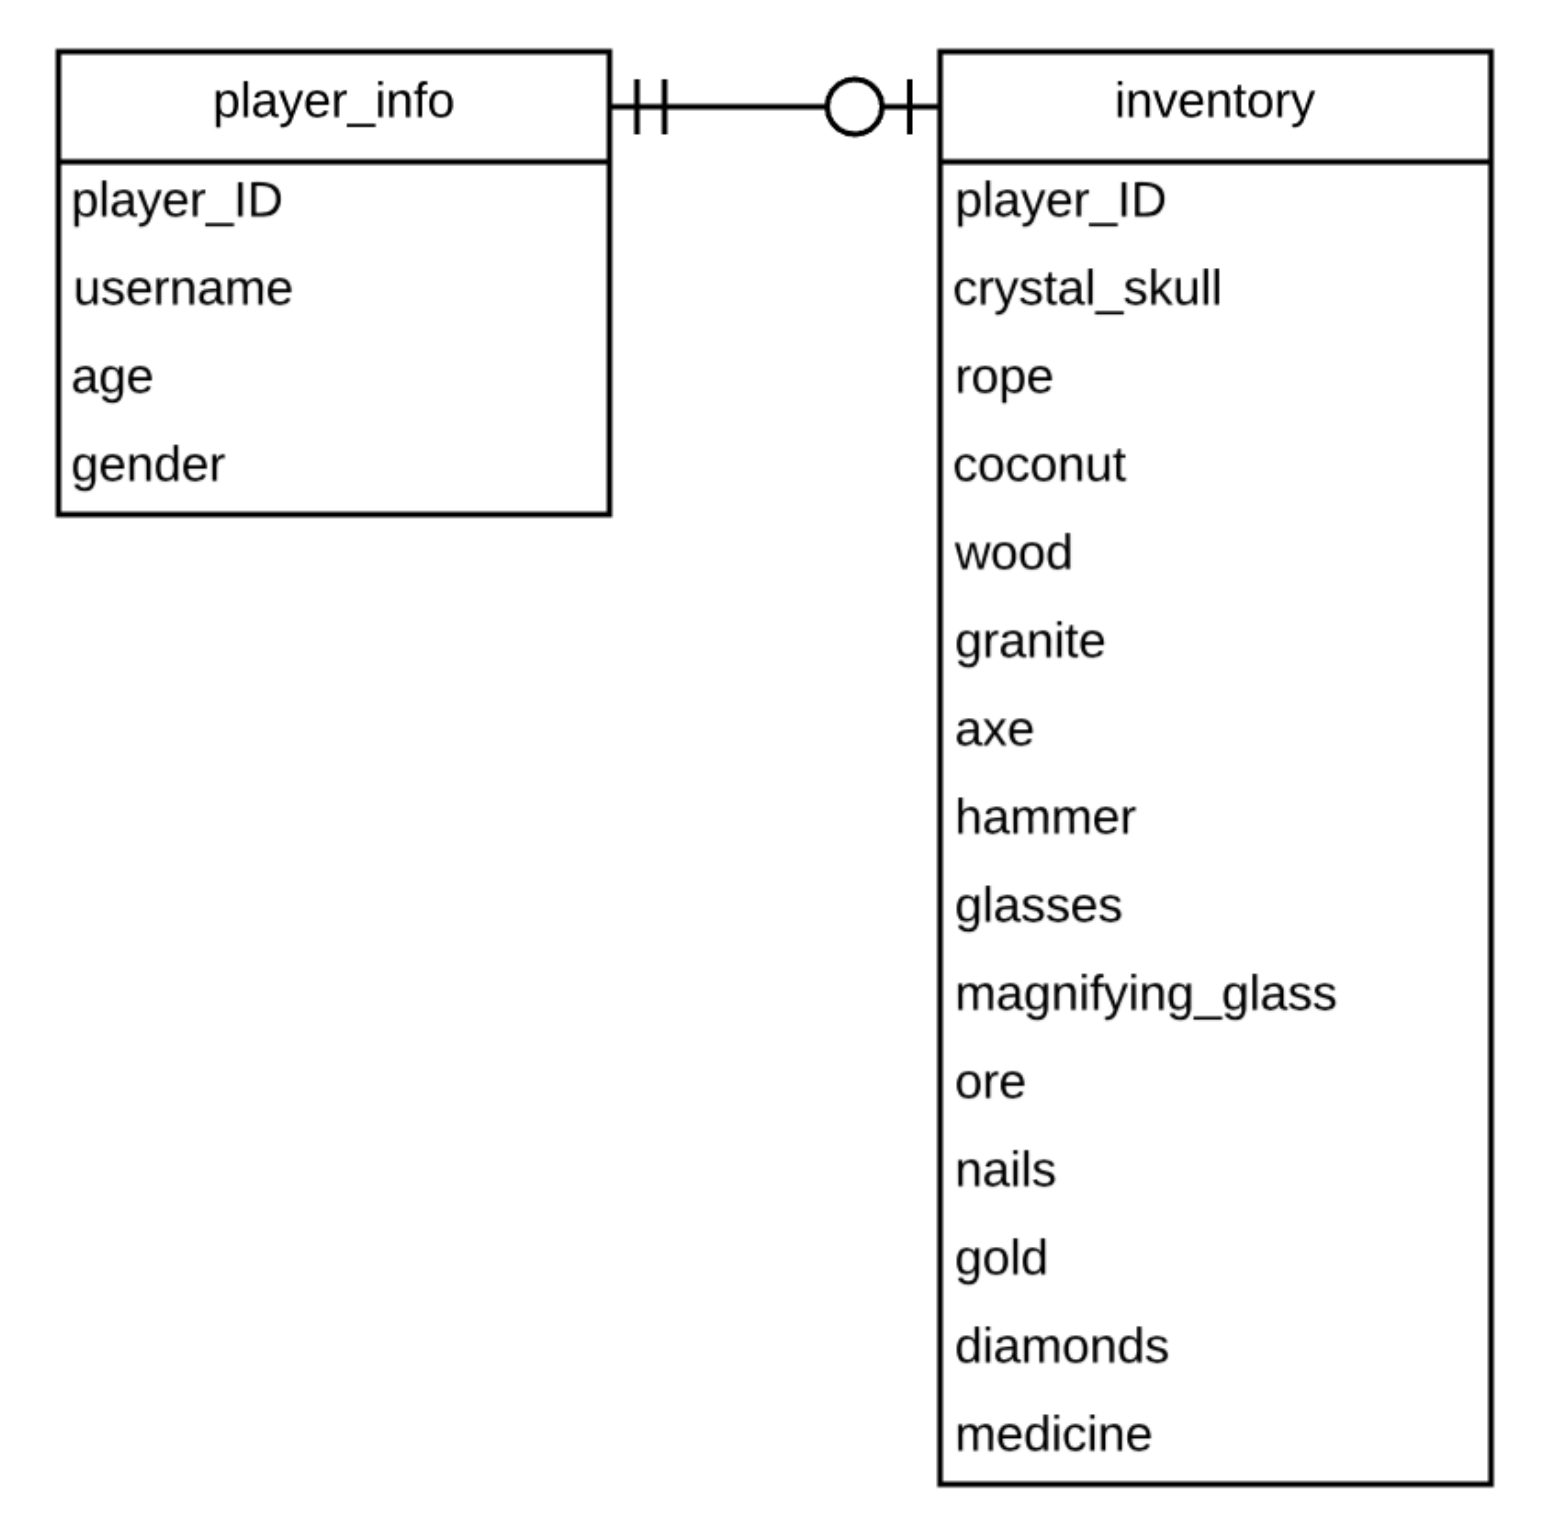 player_info
player_ID
username
age
gender
inventory
player_ID
crystal_skull
rope
coconut
wood
granite
axe
hammer
glasses
magnifying_glass
ore
nails
gold
diamonds
medicine